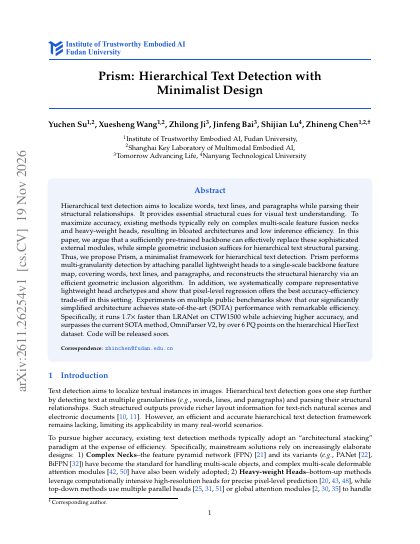 Institute of Trustworthy Embodied AI
Fudan University
Prism: Hierarchical Text Detection with
Minimalist Design
Yuchen Su1,2, Xuesheng Wang1,2, Zhilong Ji3, Jinfeng Bai3, Shijian Lu4, Zhineng Chen1,2,†
1Institute of Trustworthy Embodied AI, Fudan University,
2Shanghai Key Laboratory of Multimodal Embodied AI,
3Tomorrow Advancing Life, 4Nanyang Technological University
arXiv:2611.26254v1 [cs.CV] 19 Nov 2026
Abstract
Hierarchical text detection aims to localize words, text lines, and paragraphs while parsing their
structural relationships. It provides essential structural cues for visual text understanding. To
maximize accuracy, existing methods typically rely on complex multi-scale feature fusion necks
and heavy-weight heads, resulting in bloated architectures and low inference efficiency. In
this paper, we argue that a sufficiently pre-trained backbone can effectively replace these sophisticated
external modules, while simple geometric inclusion suffices for hierarchical text structural parsing.
Thus, we propose Prism, a minimalist framework for hierarchical text detection. Prism performs
multi-granularity detection by attaching parallel lightweight heads to a single-scale backbone feature
map, covering words, text lines, and paragraphs, and reconstructs the structural hierarchy via an
efficient geometric inclusion algorithm. In addition, we systematically compare representative
lightweight head archetypes and show that pixel-level regression offers the best accuracy-efficiency
trade-off in this setting. Experiments on multiple public benchmarks show that our significantly
simplified architecture achieves state-of-the-art (SOTA) performance with remarkable efficiency.
Specifically, it runs 1.7× faster than LRANet on CTW1500 while achieving higher accuracy, and
surpasses the current SOTA method, OmniParser V2, by over 6 PQ points on the hierarchical HierText
dataset. Code will be released soon.
Correspondence: zhinchen@fudan.edu.cn
1 Introduction
Text detection aims to localize textual instances in images. Hierarchical text detection goes one step further
by detecting text at multiple granularities (e.g., words, lines, and paragraphs) and parsing their structural
relationships. Such structured outputs provide richer layout information for text-rich natural scenes and
electronic documents [10, 11]. However, an efficient and accurate hierarchical text detection framework
remains lacking, limiting its applicability in many real-world scenarios.
To pursue higher accuracy, existing text detection methods typically adopt an "architectural stacking"
paradigm at the expense of efficiency. Specifically, mainstream solutions rely on increasingly elaborate
designs: 1) Complex Necks–the feature pyramid network (FPN) [21] and its variants (e.g., PANet [22],
BiFPN [32]) have become the standard for handling multi-scale objects, and complex multi-scale deformable
attention modules [42, 50] have also been widely adopted; 2) Heavy-weight Heads–bottom-up methods
leverage computationally intensive high-resolution heads for precise pixel-level prediction [20, 43, 48], while
top-down methods use multiple parallel heads [25, 31, 51] or global attention modules [2, 30, 35] to handle
† Corresponding author.
1